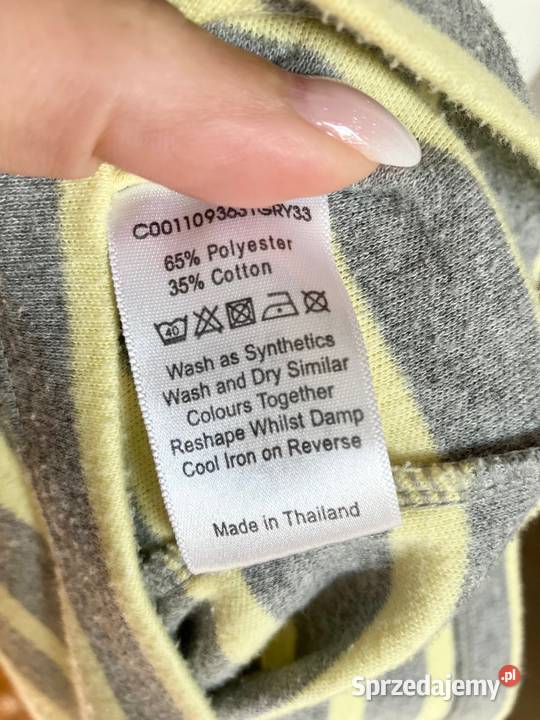 65% Polyester
35% Cotton
40
Wash as Synthetics
Wash and Dry Similar
Colours Together
Reshape Whilst Damp
Cool Iron on Reverse
Made in Thailand
Sprzedajemy.pl